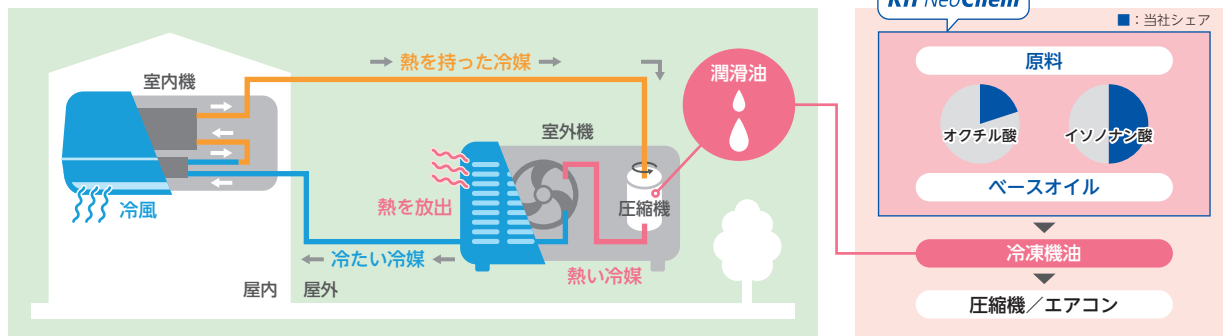 室内機
熱を持った冷媒
潤滑油
室外機
冷風
熱を放出
圧縮機
冷たい冷媒
熱い冷媒
屋内
屋外
KH NeoChem
■：当社シェア
原料
オクチル酸
イソノナン酸
ベースオイル
冷凍機油
圧縮機／エアコン